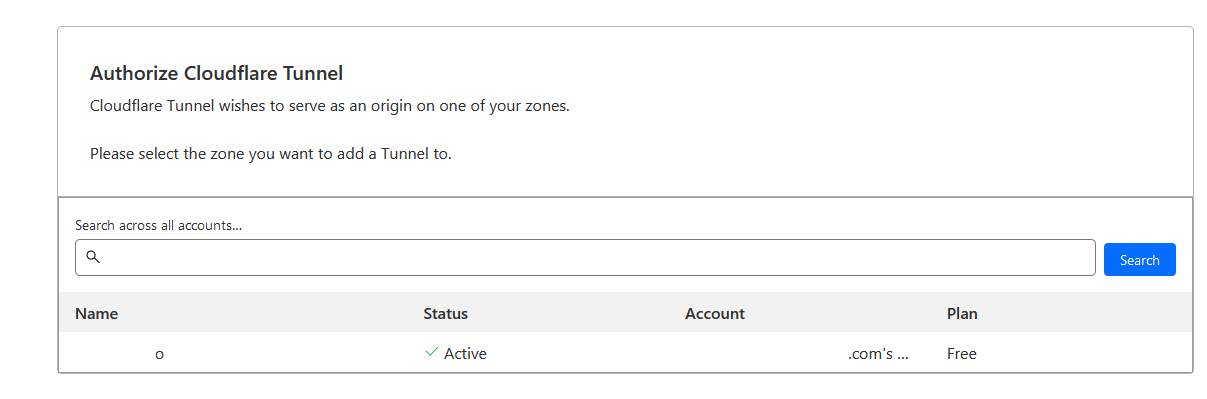 Authorize Cloudflare Tunnel
Cloudflare Tunnel wishes to serve as an origin on one of your zones.
Please select the zone you want to add a Tunnel to.
Search across all accounts...
Search
Name Status Account Plan
o Active .com's ... Free